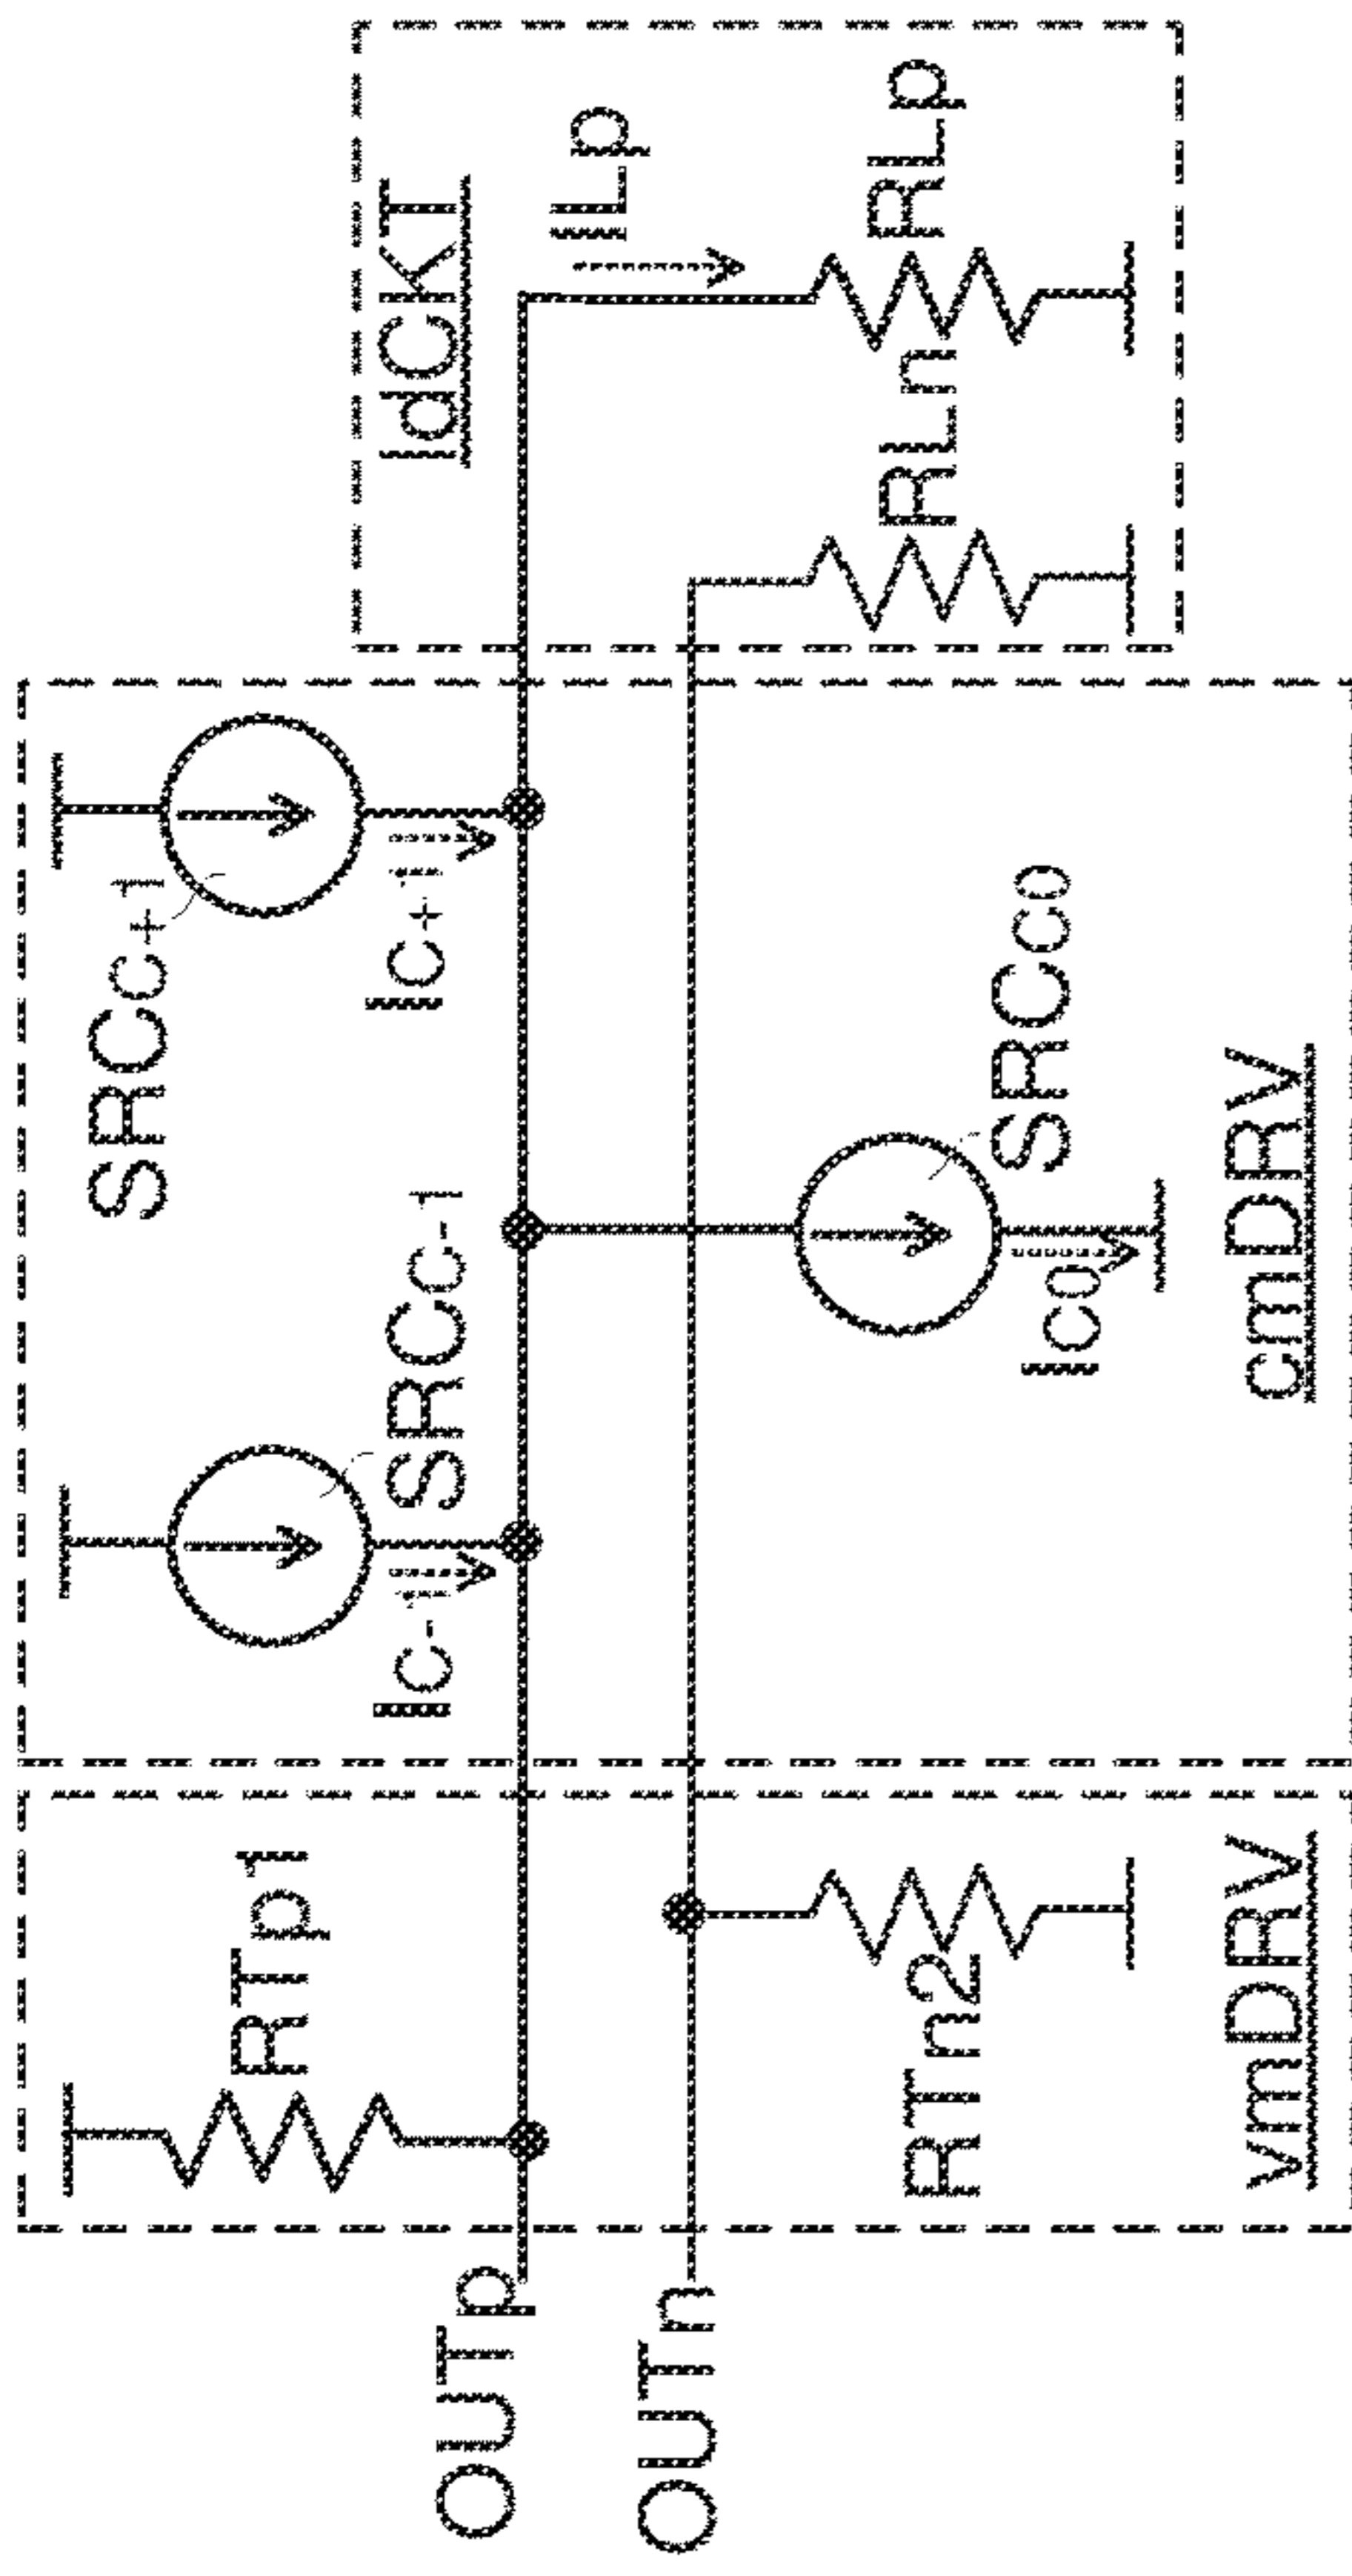 OUTp
OUTn
RTp1
RTn2
vmDRV
SRCC-1
IC-1
SRCC+1
IC+1
SRCC0
IC0
cmDRV
ldCKT
ILp
RLn
RLp